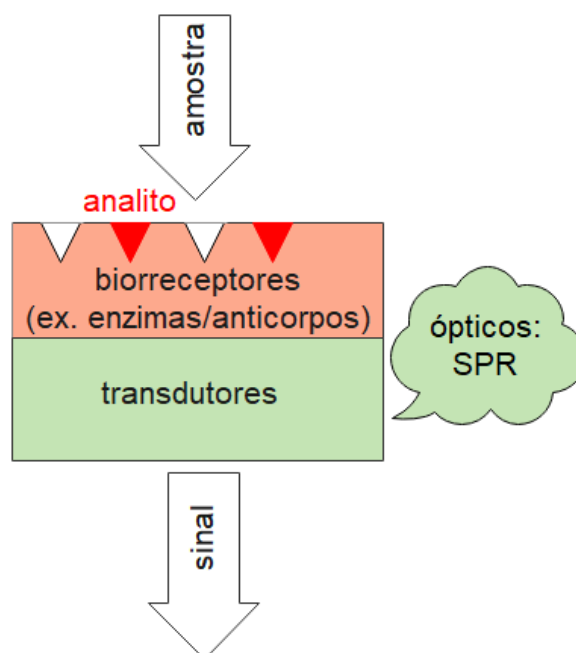 amostra
analito
biorreceptores
(ex. enzimas/anticorpos)
ópticos:
SPR
transdutores
sinal